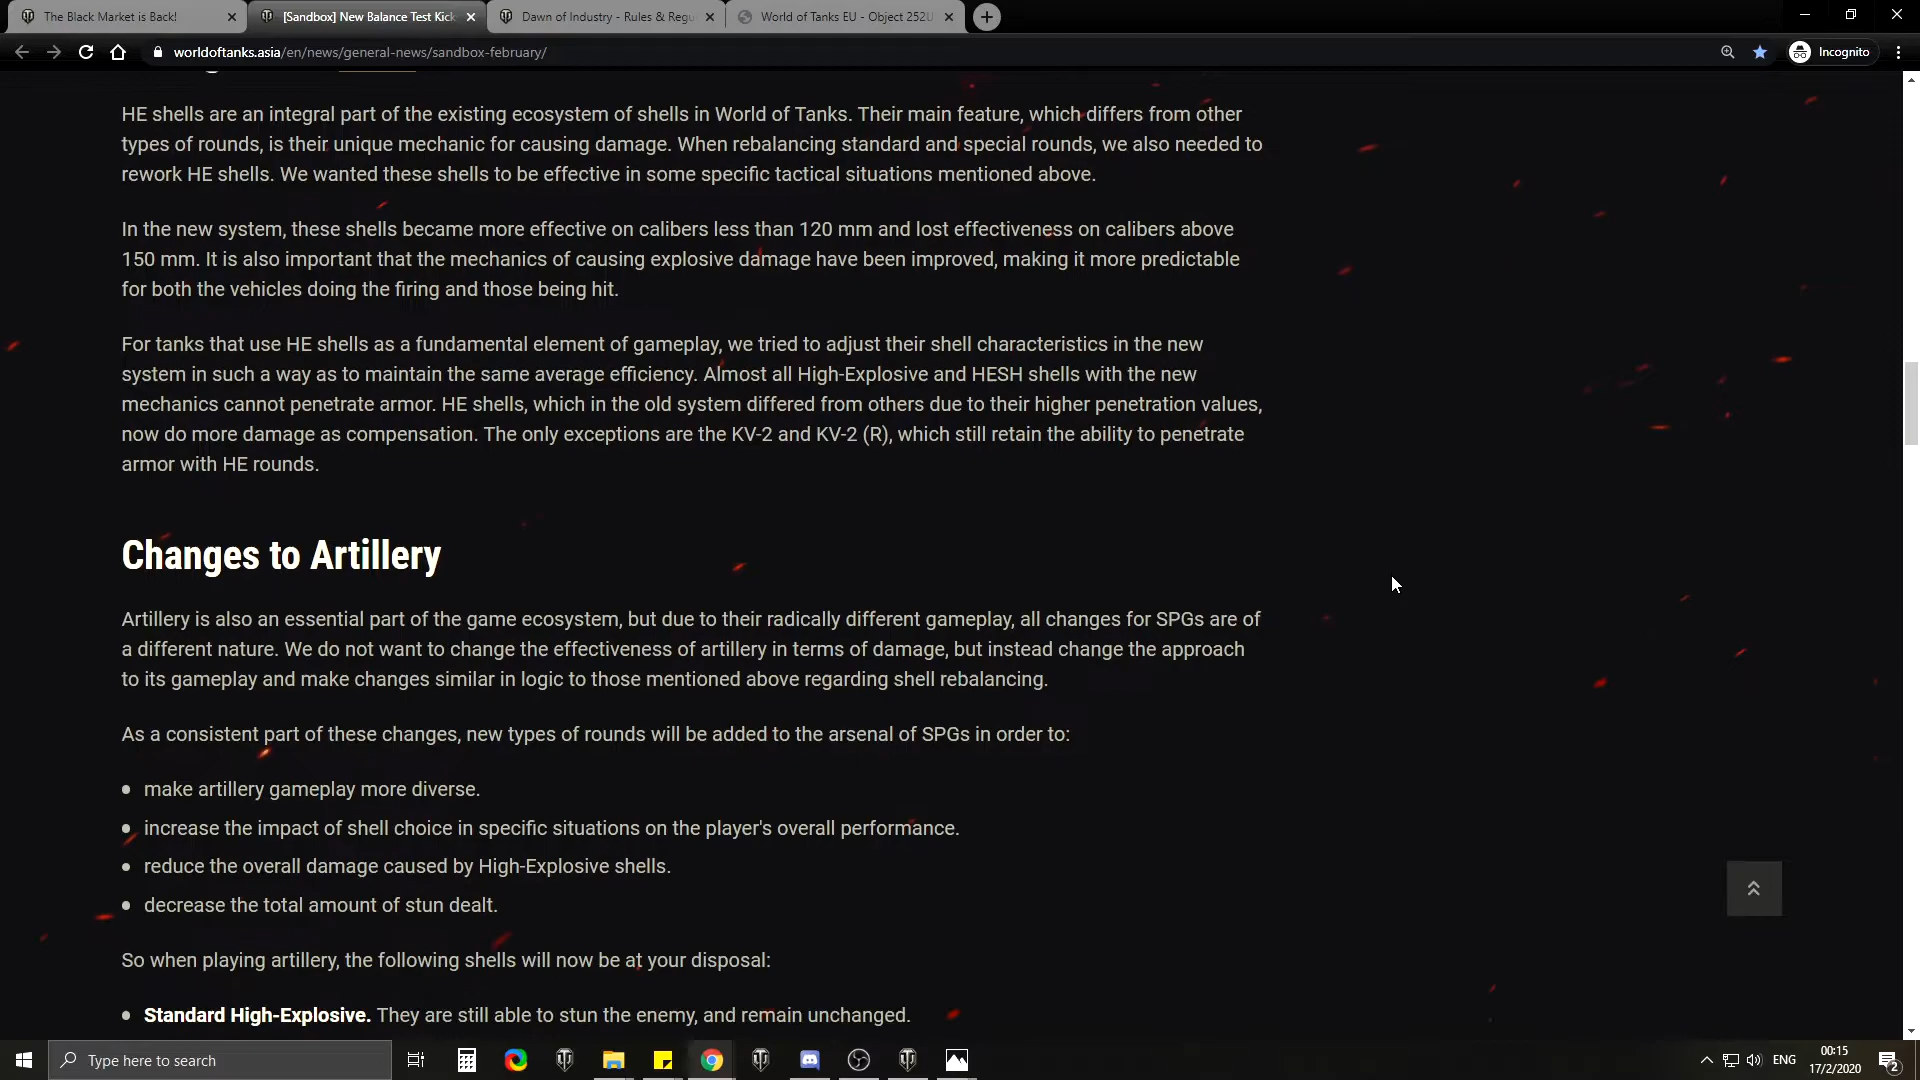 The Black Market is Back!
[Sandbox] New Balance Test Kick
Dawn of Industry - Rules & Regu
World of Tanks EU - Object 252U
worldoftanks.asia/en/news/general-news/sandbox-february/
Incognito
HE shells are an integral part of the existing ecosystem of shells in World of Tanks. Their main feature, which differs from other
types of rounds, is their unique mechanic for causing damage. When rebalancing standard and special rounds, we also needed to
rework HE shells. We wanted these shells to be effective in some specific tactical situations mentioned above.
In the new system, these shells became more effective on calibers less than 120 mm and lost effectiveness on calibers above
150 mm. It is also important that the mechanics of causing explosive damage have been improved, making it more predictable
for both the vehicles doing the firing and those being hit.
For tanks that use HE shells as a fundamental element of gameplay, we tried to adjust their shell characteristics in the new
system in such a way as to maintain the same average efficiency. Almost all High-Explosive and HESH shells with the new
mechanics cannot penetrate armor. HE shells, which in the old system differed from others due to their higher penetration values,
now do more damage as compensation. The only exceptions are the KV-2 and KV-2 (R), which still retain the ability to penetrate
armor with HE rounds.
Changes to Artillery
Artillery is also an essential part of the game ecosystem, but due to their radically different gameplay, all changes for SPGs are of
a different nature. We do not want to change the effectiveness of artillery in terms of damage, but instead change the approach
to its gameplay and make changes similar in logic to those mentioned above regarding shell rebalancing.
As a consistent part of these changes, new types of rounds will be added to the arsenal of SPGs in order to:
make artillery gameplay more diverse.
increase the impact of shell choice in specific situations on the player's overall performance.
reduce the overall damage caused by High-Explosive shells.
decrease the total amount of stun dealt.
So when playing artillery, the following shells will now be at your disposal:
Standard High-Explosive. They are still able to stun the enemy, and remain unchanged.
Type here to search
ENG
00:15
17/2/2020
2